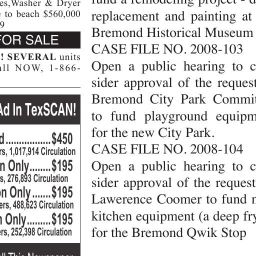 es,Washer & Dryer
to beach $560,000
9
FOR SALE
! SEVERAL units
all NOW, 1-866-
Ad In TexSCAN!
d..................$450
rs, 1,017,914 Circulation
n Only........$195
s, 276,893 Circulation
on Only.......$195
ers, 488,623 Circulation
n Only.........$195
ers, 252,398 Circulation
replacement and painting at
Bremond Historical Museum
CASE FILE NO. 2008-103
Open a public hearing to c
sider approval of the request
Bremond City Park Commit
to fund playground equipm
for the new City Park.
CASE FILE NO. 2008-104
Open a public hearing to c
sider approval of the request
Lawerence Coomer to fund n
kitchen equipment (a deep fry
for the Bremond Qwik Stop